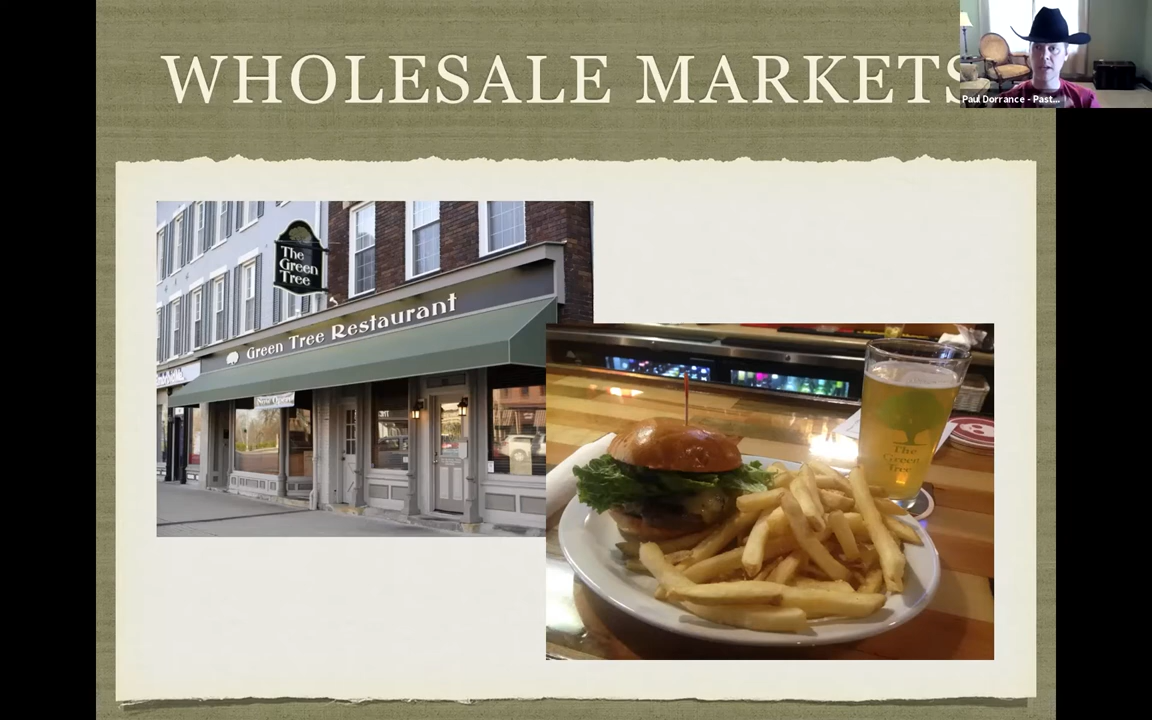 WHOLESALE MARKETS
Paul Dorrance - Past...
The
Green
Tree
Green Tree Restaurant
The
Green
Tree